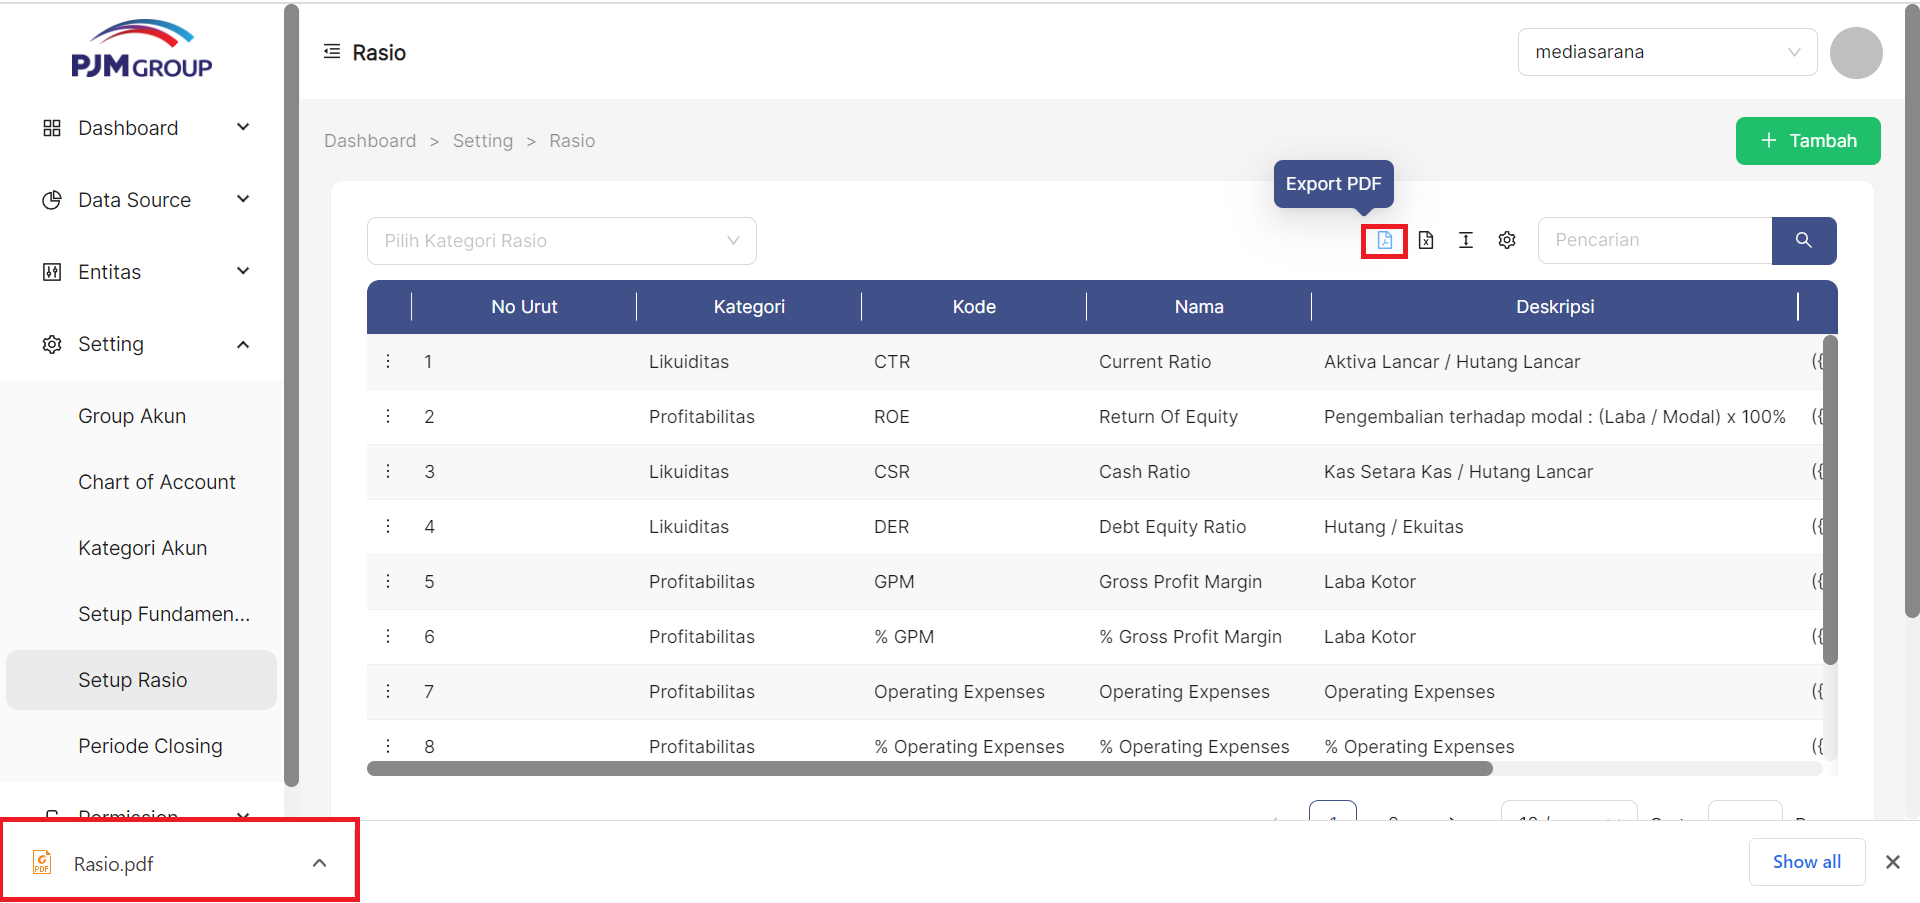 PJM GROUP
Rasio
mediasarana
Dashboard
Data Source
Entitas
Setting
Group Akun
Chart of Account
Kategori Akun
Setup Fundamen...
Setup Rasio
Periode Closing
Permission
Dashboard > Setting > Rasio
+ Tambah
Export PDF
Pilih Kategori Rasio
Pencarian
No Urut Kategori Kode Nama Deskripsi
1 Likuiditas CTR Current Ratio Aktiva Lancar / Hutang Lancar ({
2 Profitabilitas ROE Return Of Equity Pengembalian terhadap modal : (Laba / Modal) x 100% ({
3 Likuiditas CSR Cash Ratio Kas Setara Kas / Hutang Lancar ({
4 Likuiditas DER Debt Equity Ratio Hutang / Ekuitas ({
5 Profitabilitas GPM Gross Profit Margin Laba Kotor ({
6 Profitabilitas % GPM % Gross Profit Margin Laba Kotor ({
7 Profitabilitas Operating Expenses Operating Expenses Operating Expenses ({
8 Profitabilitas % Operating Expenses % Operating Expenses % Operating Expenses ({
1 2 10 /
PDF
Rasio.pdf
Show all